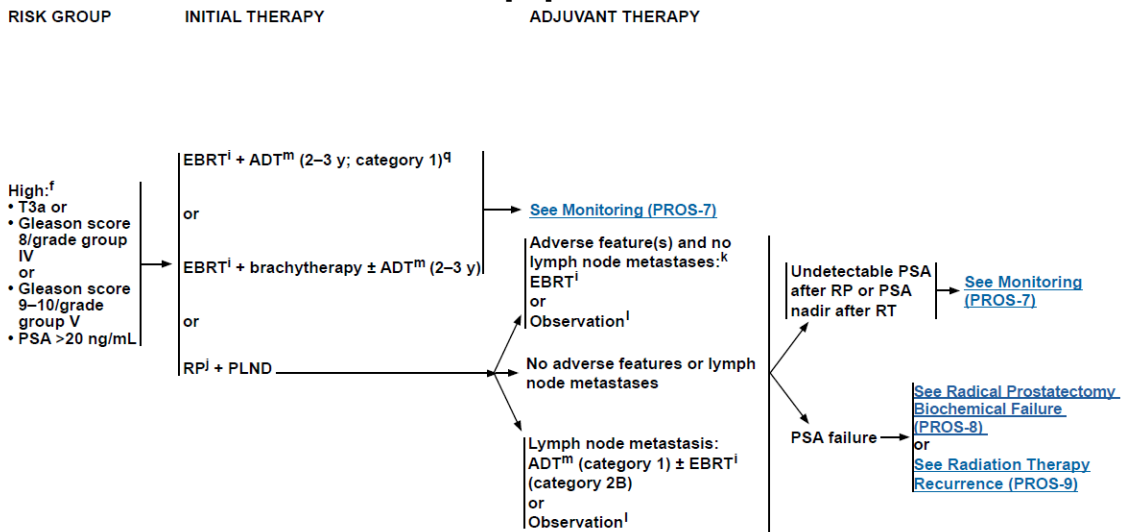 RISK GROUP
INITIAL THERAPY
ADJUVANT THERAPY
High:f
• T3a or
• Gleason score
8/grade group
IV
or
• Gleason score
9–10/grade
group V
• PSA >20 ng/mL
EBRTi + ADTm (2–3 y; category 1)q
or
EBRTi + brachytherapy ± ADTm (2–3 y)
or
RPj + PLND
See Monitoring (PROS-7)
Adverse feature(s) and no
lymph node metastases:k
EBRTi
or
Observationl
No adverse features or lymph
node metastases
Lymph node metastasis:
ADTm (category 1) ± EBRTi
(category 2B)
or
Observationl
Undetectable PSA
after RP or PSA
nadir after RT
See Monitoring
(PROS-7)
PSA failure
See Radical Prostatectomy
Biochemical Failure
(PROS-8)
or
See Radiation Therapy
Recurrence (PROS-9)